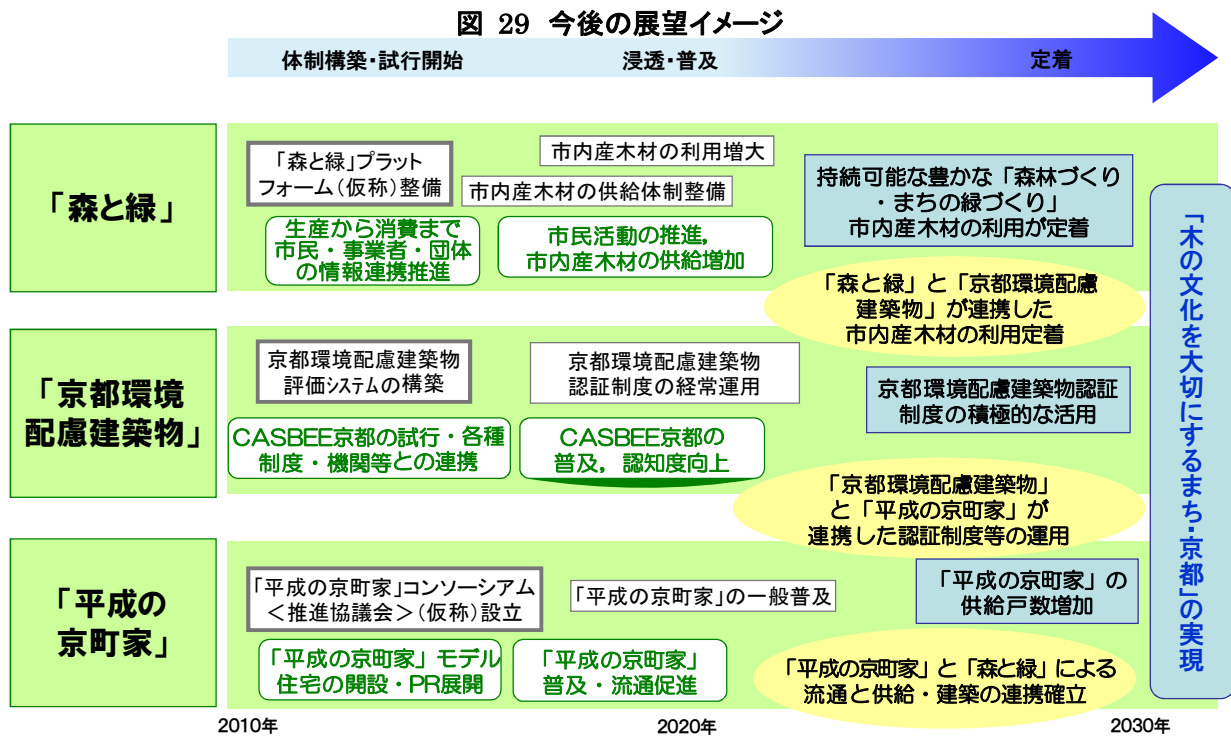 図 29 今後の展望イメージ
体制構築・試行開始
浸透・普及
定着
「森と緑」
「森と緑」プラット
フォーム(仮称)整備
市内産木材の利用増大
市内産木材の供給体制整備
生産から消費まで
市民・事業者・団体
の情報連携推進
市民活動の推進,
市内産木材の供給増加
持続可能な豊かな「森林づくり
・まちの緑づくり」
市内産木材の利用が定着
「森と緑」と「京都環境配慮
建築物」が連携した
市内産木材の利用定着
「京都環境
配慮建築物」
京都環境配慮建築物
評価システムの構築
京都環境配慮建築物
認証制度の経常運用
CASBEE京都の試行・各種
制度・機関等との連携
CASBEE京都の
普及,認知度向上
京都環境配慮建築物認証
制度の積極的な活用
「京都環境配慮建築物」
と「平成の京町家」が
連携した認証制度等の運用
「平成の
京町家」
「平成の京町家」コンソーシアム
<推進協議会>(仮称)設立
「平成の京町家」の一般普及
「平成の京町家」モデル
住宅の開設・PR展開
「平成の京町家」
普及・流通促進
「平成の京町家」の
供給戸数増加
「平成の京町家」と「森と緑」による
流通と供給・建築の連携確立
「木の文化を大切にするまち・京都」の実現
2010年
2020年
2030年